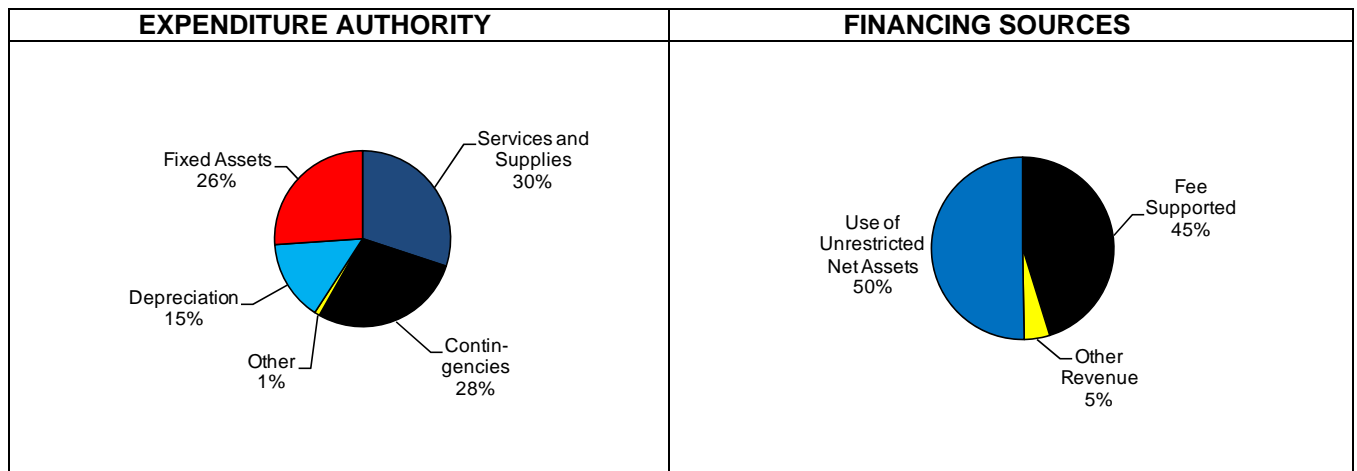 EXPENDITURE AUTHORITY
FINANCING SOURCES
Services and
Supplies
30%
Fixed Assets
26%
Depreciation
15%
Other
1%
Contin-
gencies
28%
Fee
Supported
45%
Use of
Unrestricted
Net Assets
50%
Other
Revenue
5%